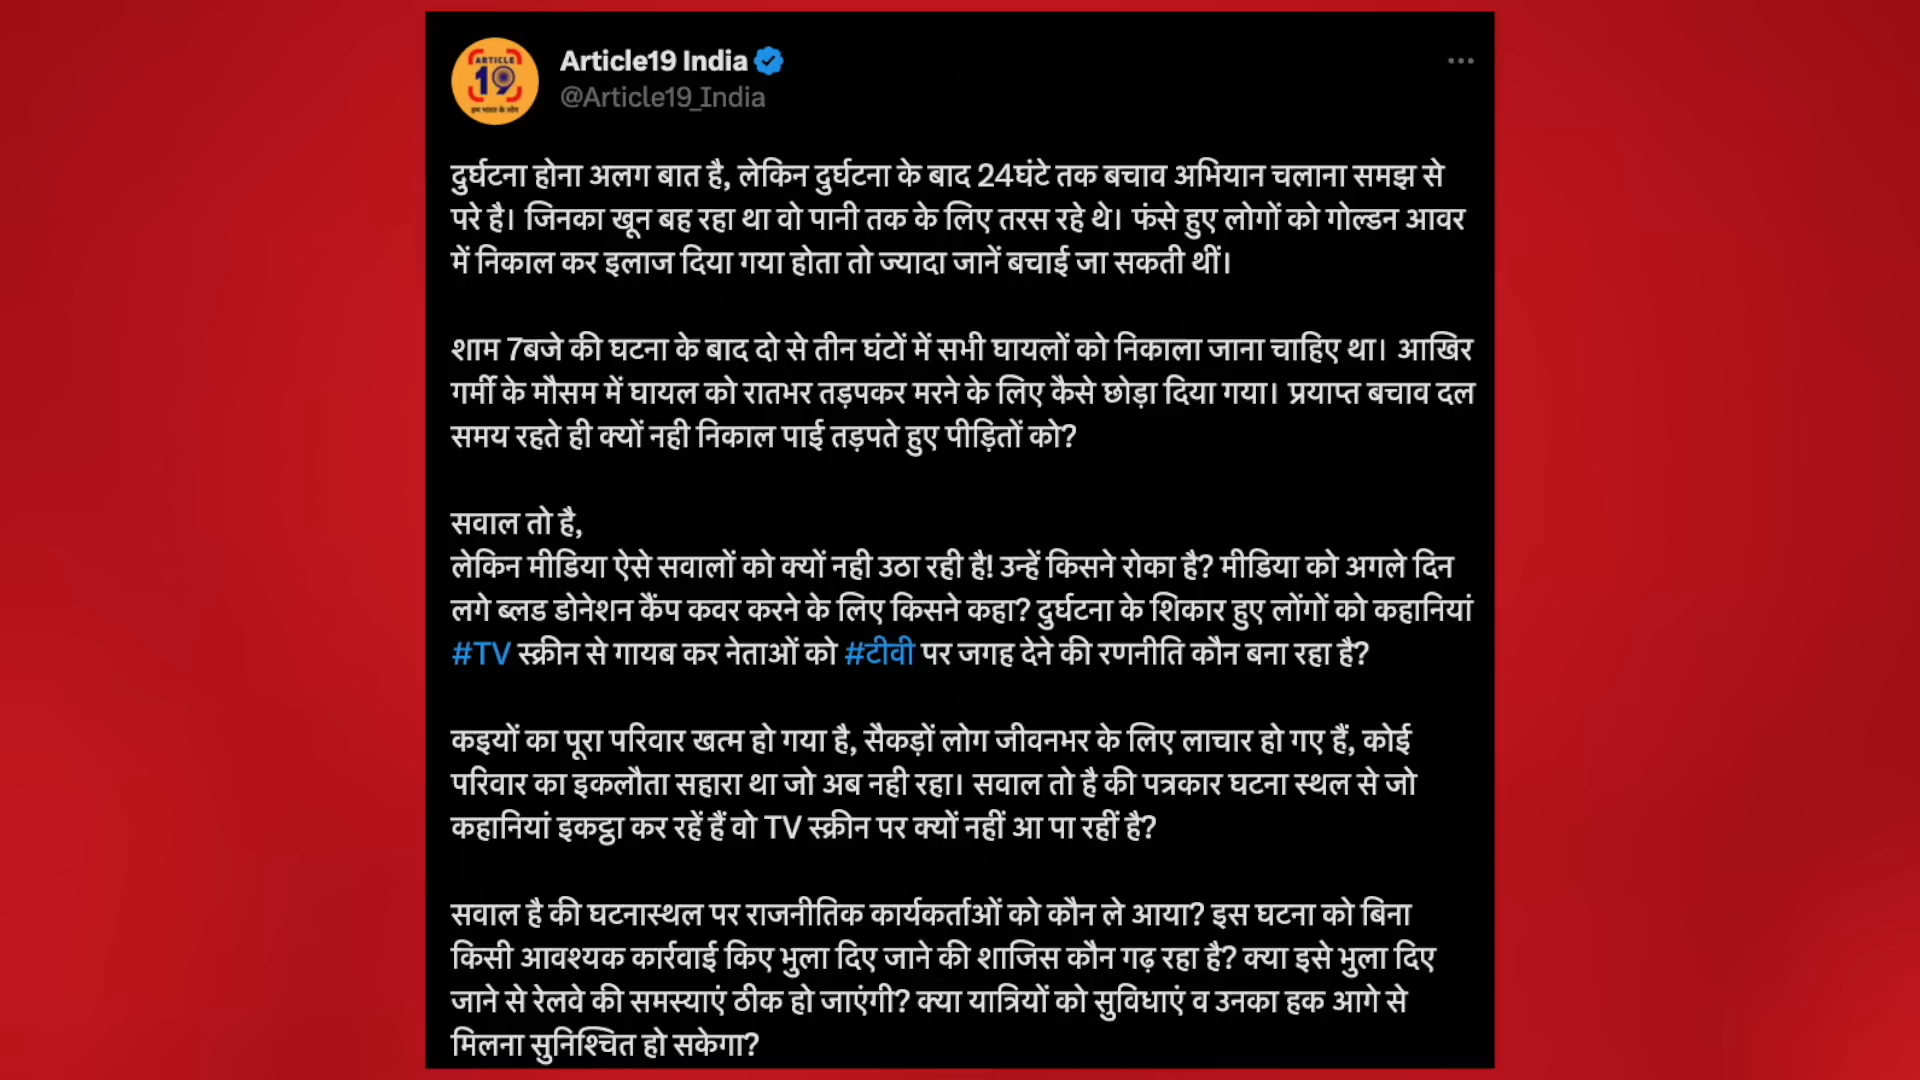 ARTICLE
19
हम भारत के लोग
Article19 India
@Article19_India
दुर्घटना होना अलग बात है, लेकिन दुर्घटना के बाद 24घंटे तक बचाव अभियान चलाना समझ से
परे है। जिनका खून बह रहा था वो पानी तक के लिए तरस रहे थे। फंसे हुए लोगों को गोल्डन आवर
में निकाल कर इलाज दिया गया होता तो ज्यादा जानें बचाई जा सकती थीं।
शाम 7बजे की घटना के बाद दो से तीन घंटों में सभी घायलों को निकाला जाना चाहिए था। आखिर
गर्मी के मौसम में घायल को रातभर तड़पकर मरने के लिए कैसे छोड़ा दिया गया। प्रयाप्त बचाव दल
समय रहते ही क्यों नही निकाल पाई तड़पते हुए पीड़ितों को?
सवाल तो है,
लेकिन मीडिया ऐसे सवालों को क्यों नही उठा रही है! उन्हें किसने रोका है? मीडिया को अगले दिन
लगे ब्लड डोनेशन कैंप कवर करने के लिए किसने कहा? दुर्घटना के शिकार हुए लोंगों को कहानियां
#TV स्क्रीन से गायब कर नेताओं को #टीवी पर जगह देने की रणनीति कौन बना रहा है?
कइयों का पूरा परिवार खत्म हो गया है, सैकड़ों लोग जीवनभर के लिए लाचार हो गए हैं, कोई
परिवार का इकलौता सहारा था जो अब नही रहा। सवाल तो है की पत्रकार घटना स्थल से जो
कहानियां इकट्ठा कर रहें हैं वो TV स्क्रीन पर क्यों नहीं आ पा रहीं है?
सवाल है की घटनास्थल पर राजनीतिक कार्यकर्ताओं को कौन ले आया? इस घटना को बिना
किसी आवश्यक कार्रवाई किए भुला दिए जाने की शाजिस कौन गढ़ रहा है? क्या इसे भुला दिए
जाने से रेलवे की समस्याएं ठीक हो जाएंगी? क्या यात्रियों को सुविधाएं व उनका हक आगे से
मिलना सुनिश्चित हो सकेगा?